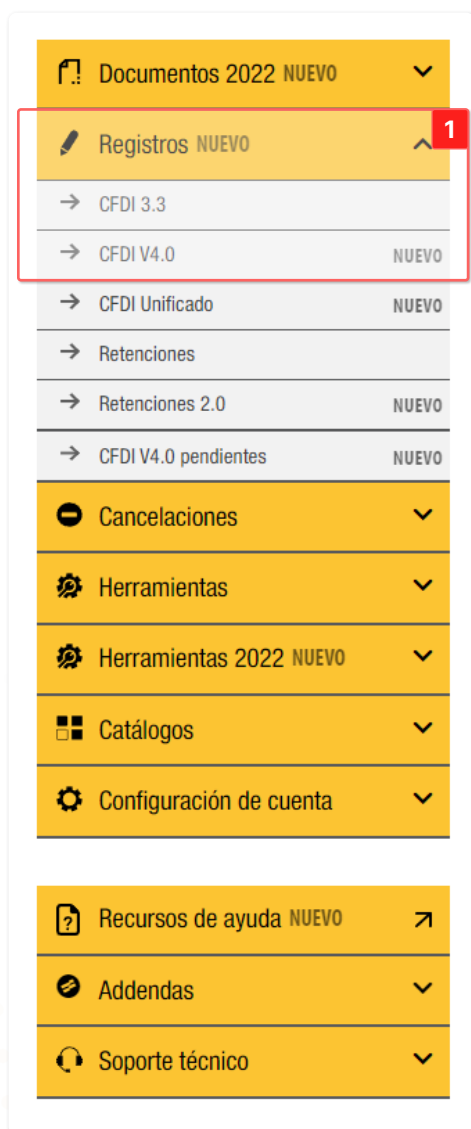 Documentos 2022 NUEVO
Registros NUEVO
1
CFDI 3.3
CFDI V4.0 NUEVO
CFDI Unificado NUEVO
Retenciones
Retenciones 2.0 NUEVO
CFDI V4.0 pendientes NUEVO
Cancelaciones
Herramientas
Herramientas 2022 NUEVO
Catálogos
Configuración de cuenta
Recursos de ayuda NUEVO
Addendas
Soporte técnico